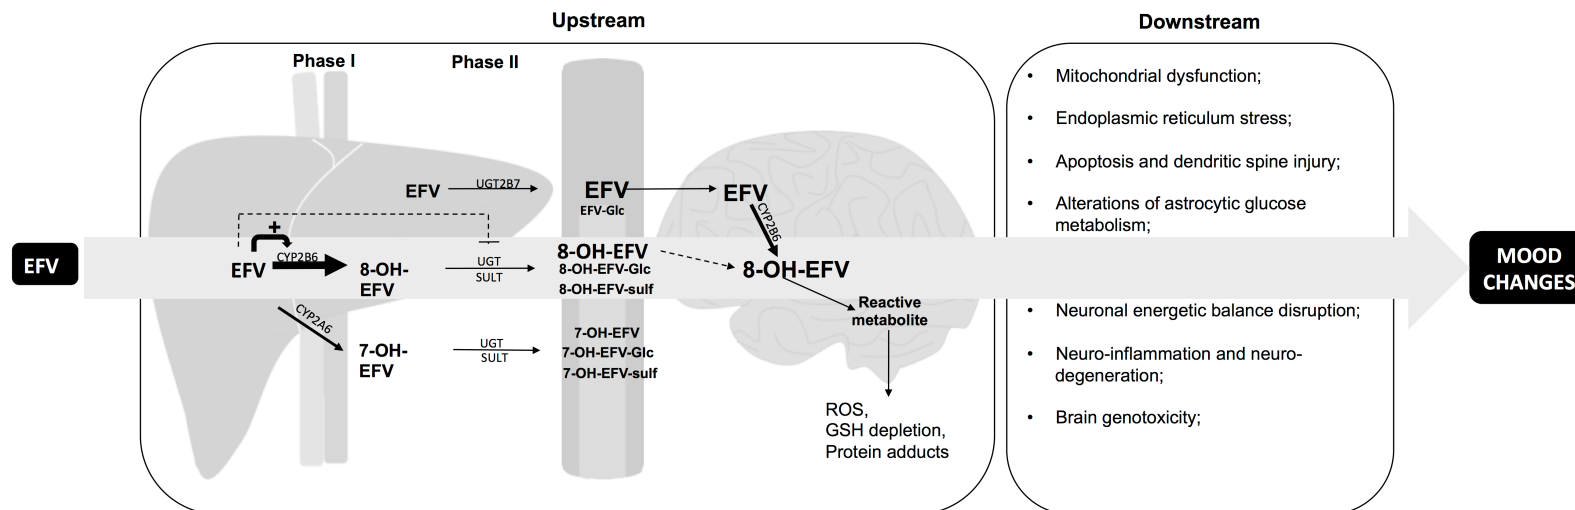 Upstream
Downstream
Phase I
Phase II
EFV
EFV
UGT2B7
EFV
EFV-Glc
EFV
CYP2B6
+
EFV
CYP2B6
8-OH-
EFV
UGT
SULT
8-OH-EFV
8-OH-EFV-Glc
8-OH-EFV-sulf
8-OH-EFV
CYP2A6
7-OH-
EFV
UGT
SULT
7-OH-EFV
7-OH-EFV-Glc
7-OH-EFV-sulf
Reactive
metabolite
ROS,
GSH depletion,
Protein adducts
• Mitochondrial dysfunction;
• Endoplasmic reticulum stress;
• Apoptosis and dendritic spine injury;
• Alterations of astrocytic glucose
metabolism;
• Neuronal energetic balance disruption;
• Neuro-inflammation and neuro-
degeneration;
• Brain genotoxicity;
MOOD
CHANGES